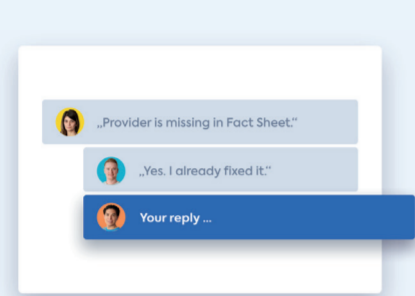 „Provider is missing in Fact Sheet.“
„Yes. I already fixed it.“
Your reply ...